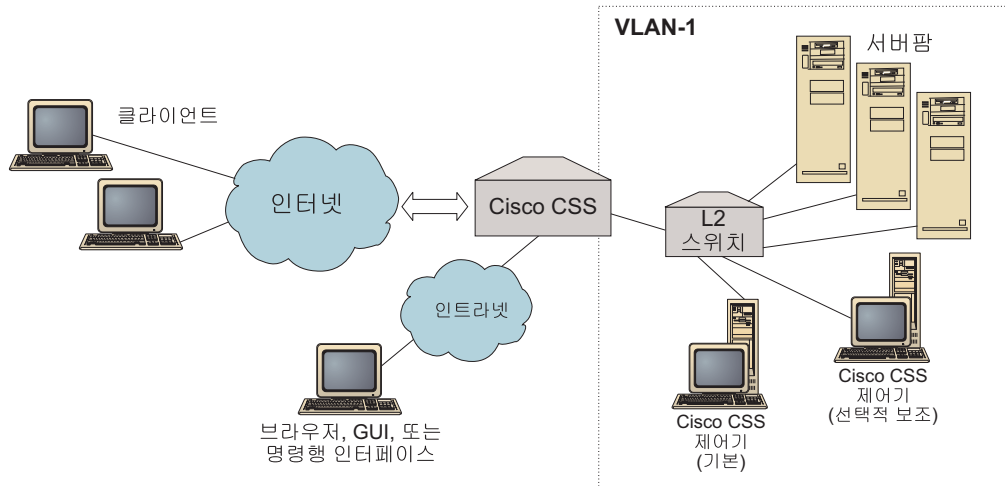 VLAN-1
서버팜
클라이언트
인터넷
Cisco CSS
L2
스위치
인트라넷
브라우저, GUI, 또는
명령행 인터페이스
Cisco CSS
제어기
(기본)
Cisco CSS
제어기
(선택적 보조)